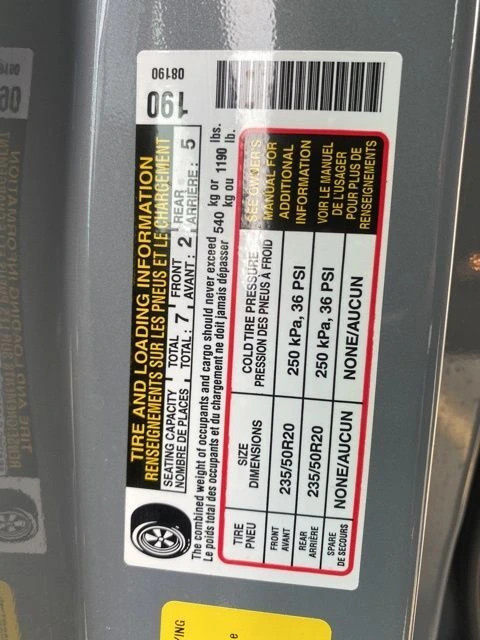 TIRE AND LOADING INFORMATION
RENSEIGNEMENTS SUR LES PNEUS ET LE CHARGEMENT
190
08190
SEATING CAPACITY TOTAL : 7 FRONT : 2 REAR : 5
NOMBRE DE PLACES TOTAL AVANT ARRIÈRE
The combined weight of occupants and cargo should never exceed 540 kg or 1190 lbs.
Le poids total des occupants et du chargement ne doit jamais dépasser kg ou lb.
TIRE SIZE COLD TIRE PRESSURE
PNEU DIMENSIONS PRESSION DES PNEUS À FROID
FRONT
AVANT 235/50R20 250 kPa, 36 PSI
REAR
ARRIÈRE 235/50R20 250 kPa, 36 PSI
SPARE
DE SECOURS NONE/AUCUN NONE/AUCUN
SEE OWNER'S
MANUAL FOR
ADDITIONAL
INFORMATION
VOIR LE MANUEL
DE L'USAGER
POUR PLUS DE
RENSEIGNEMENTS